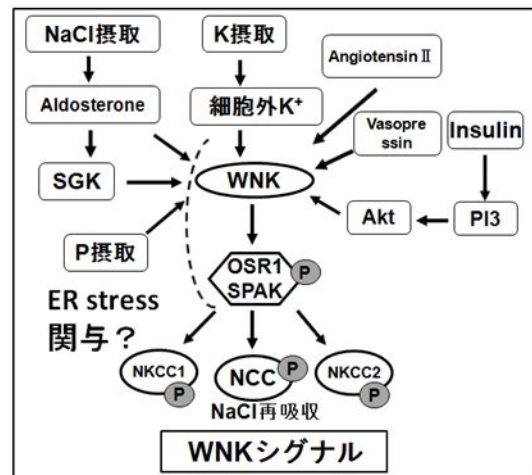 NaCl摂取
K摂取
AngiotensinⅡ
Aldosterone
細胞外K⁺
Vasopre
ssin
Insulin
SGK
WNK
Akt
PI3
P摂取
OSR1
SPAK
P
ER stress
関与？
NKCC1
P
NCC
P
NKCC2
P
NaCl再吸収
WNKシグナル